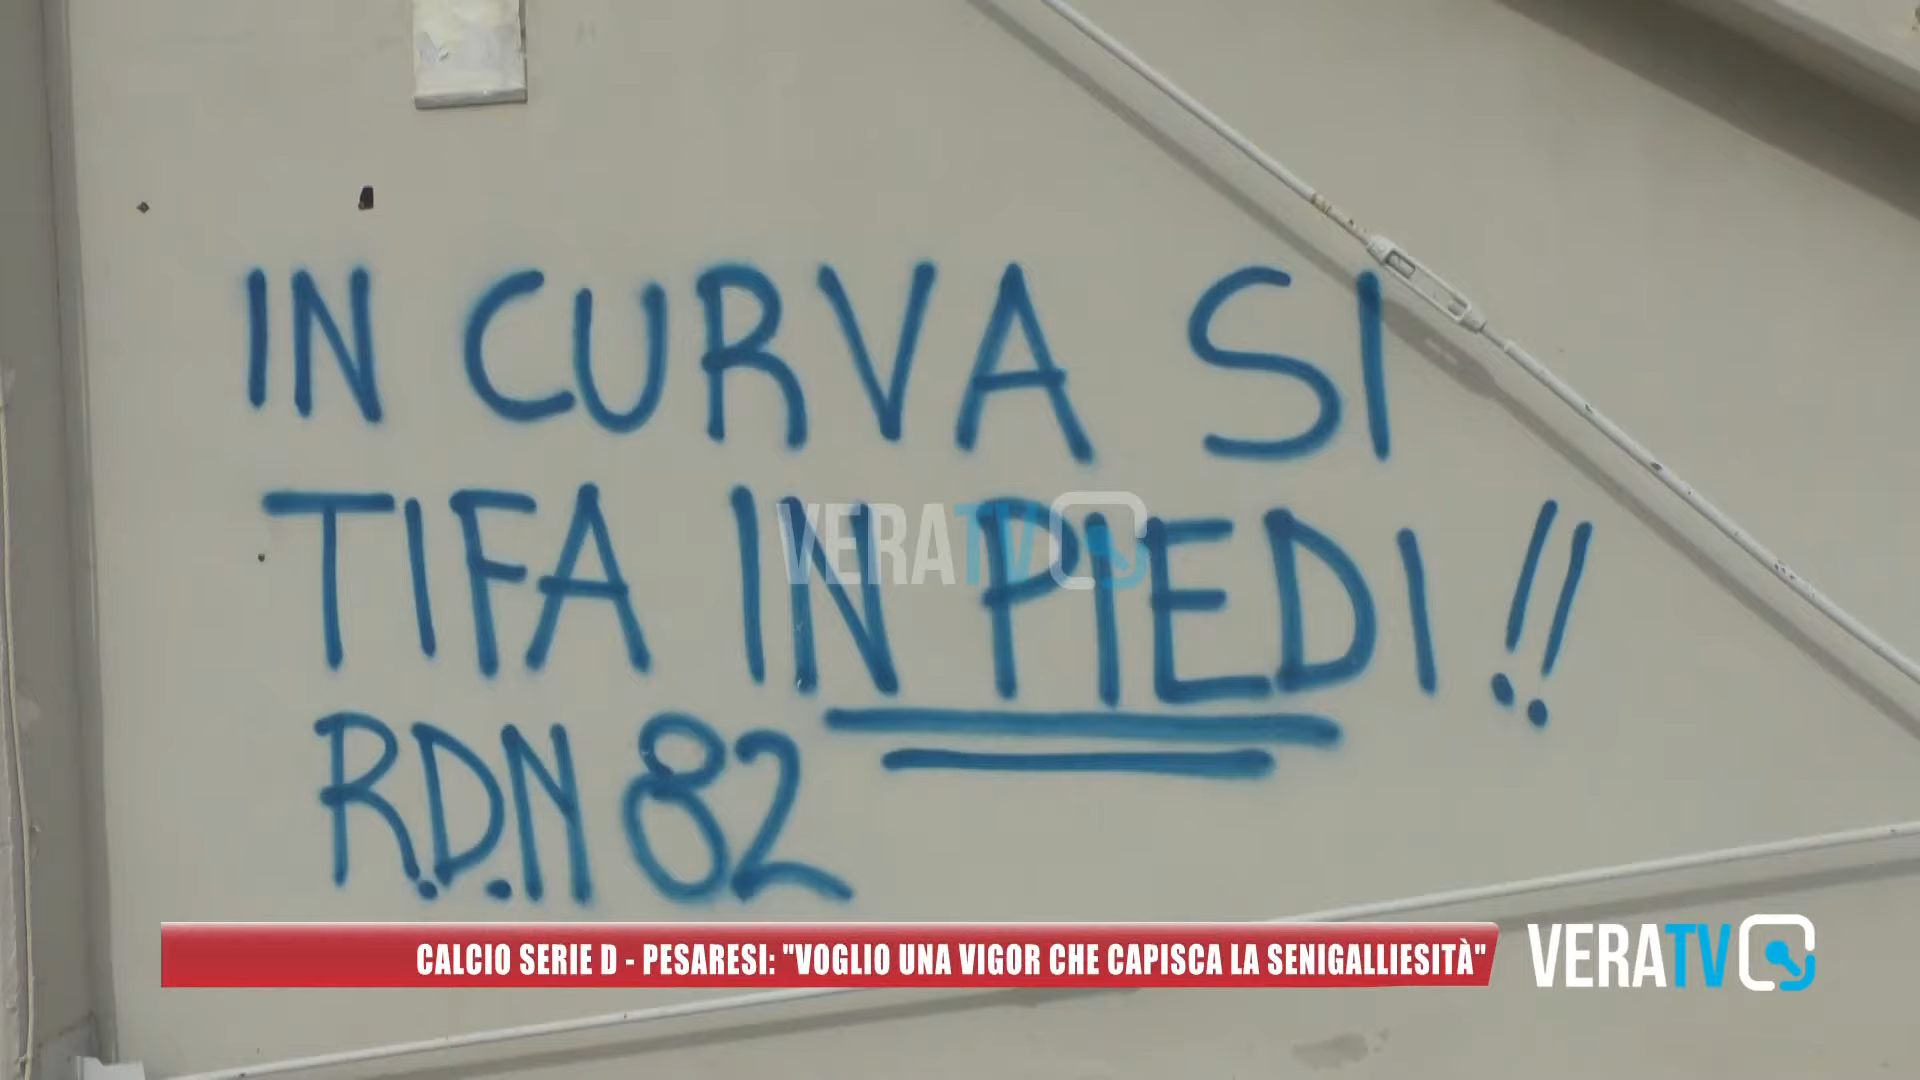 IN CURVA SI
TIFA IN PIEDI!!
R.D.N 82
VERATV
CALCIO SERIE D - PESARESI: "VOGLIO UNA VIGOR CHE CAPISCA LA SENIGALLIESITÀ"
VERATV